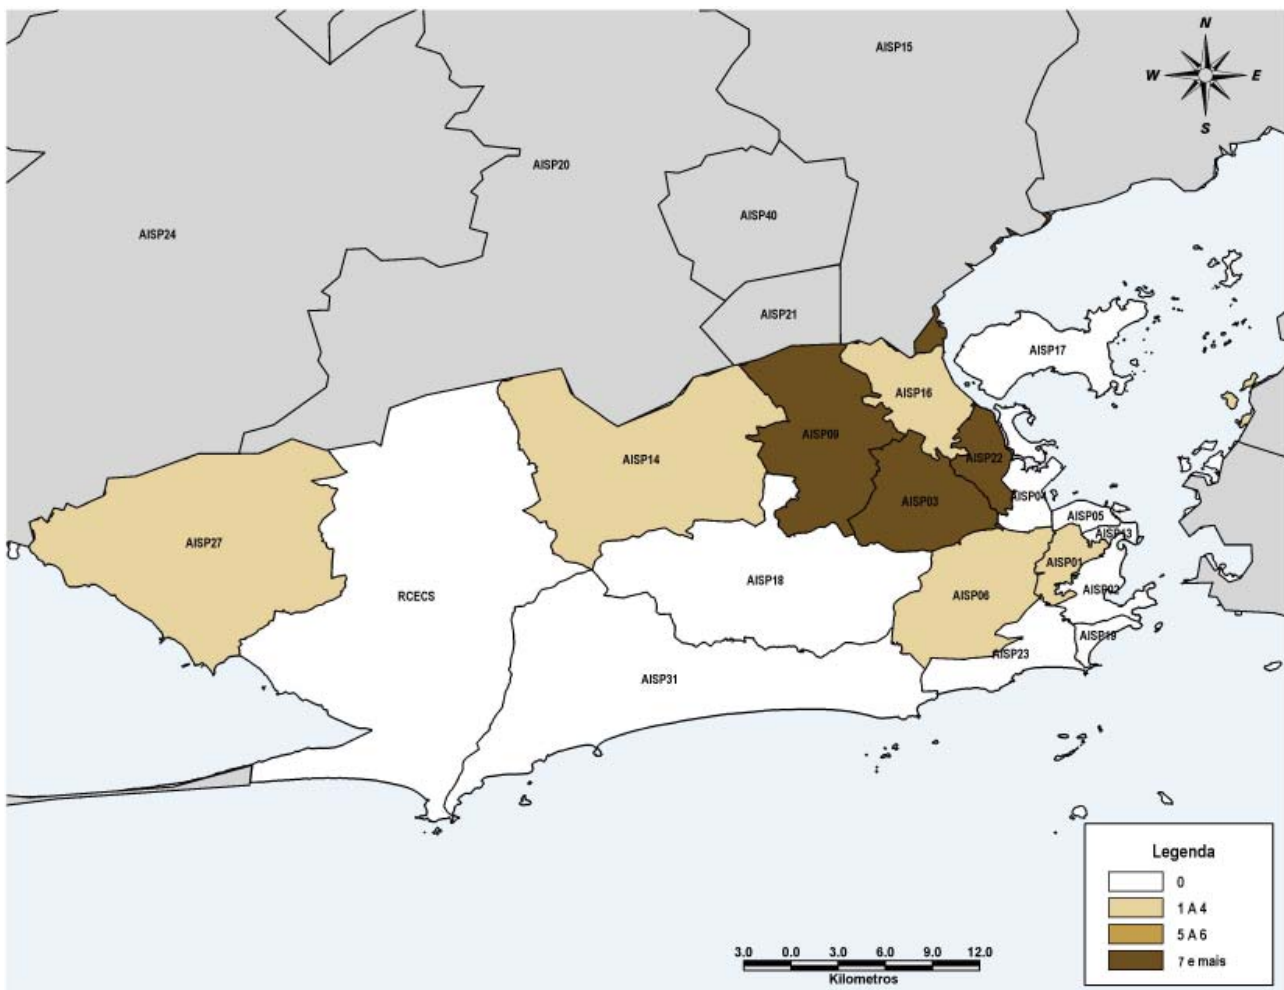 N
AISP15
W
E
S
AISP20
AISP40
AISP24
AISP21
AISP17
AISP16
AISP09
AISP14
AISP22
AISP04
AISP03
AISP05
AISP13
AISP27
AISP01
AISP18
AISP02
RCECS
AISP06
AISP19
AISP23
AISP31
Legenda
0
1 A 4
5 A 6
7 e mais
3.0 0.0 3.0 6.0 9.0 12.0
Kilometros